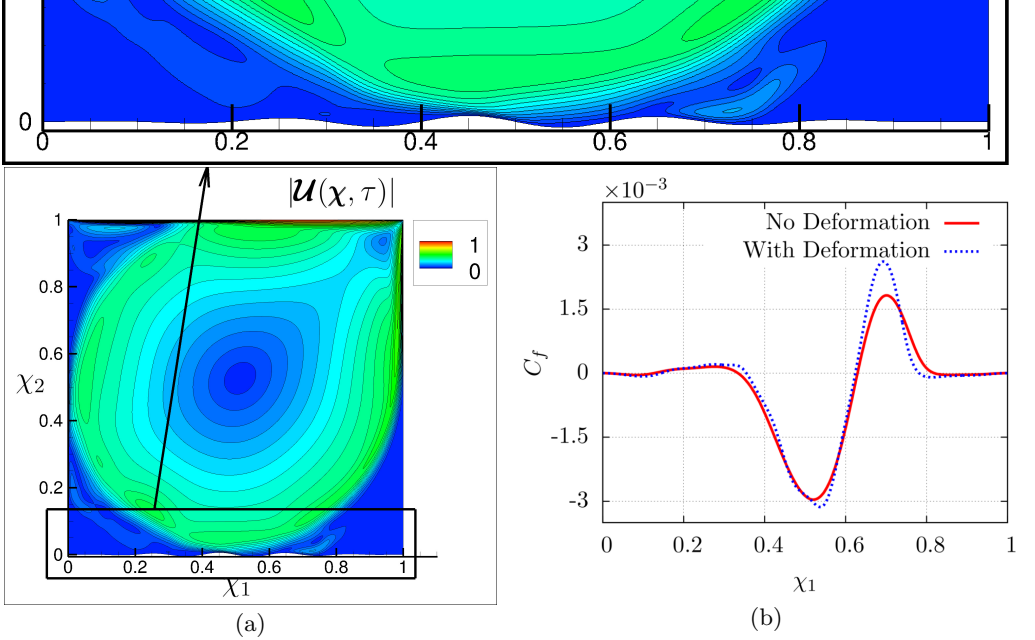 0
0.2 0.4 0.6 0.8 1
|𝓤(χ, τ)|
1
0
1
0.8
0.6
χ₂
0.4
0.2
0
0 0.2 0.4 0.6 0.8 1
χ₁
(a)
×10⁻³
No Deformation
With Deformation
3
1.5
C_f
0
-1.5
-3
0 0.2 0.4 0.6 0.8 1
χ₁
(b)